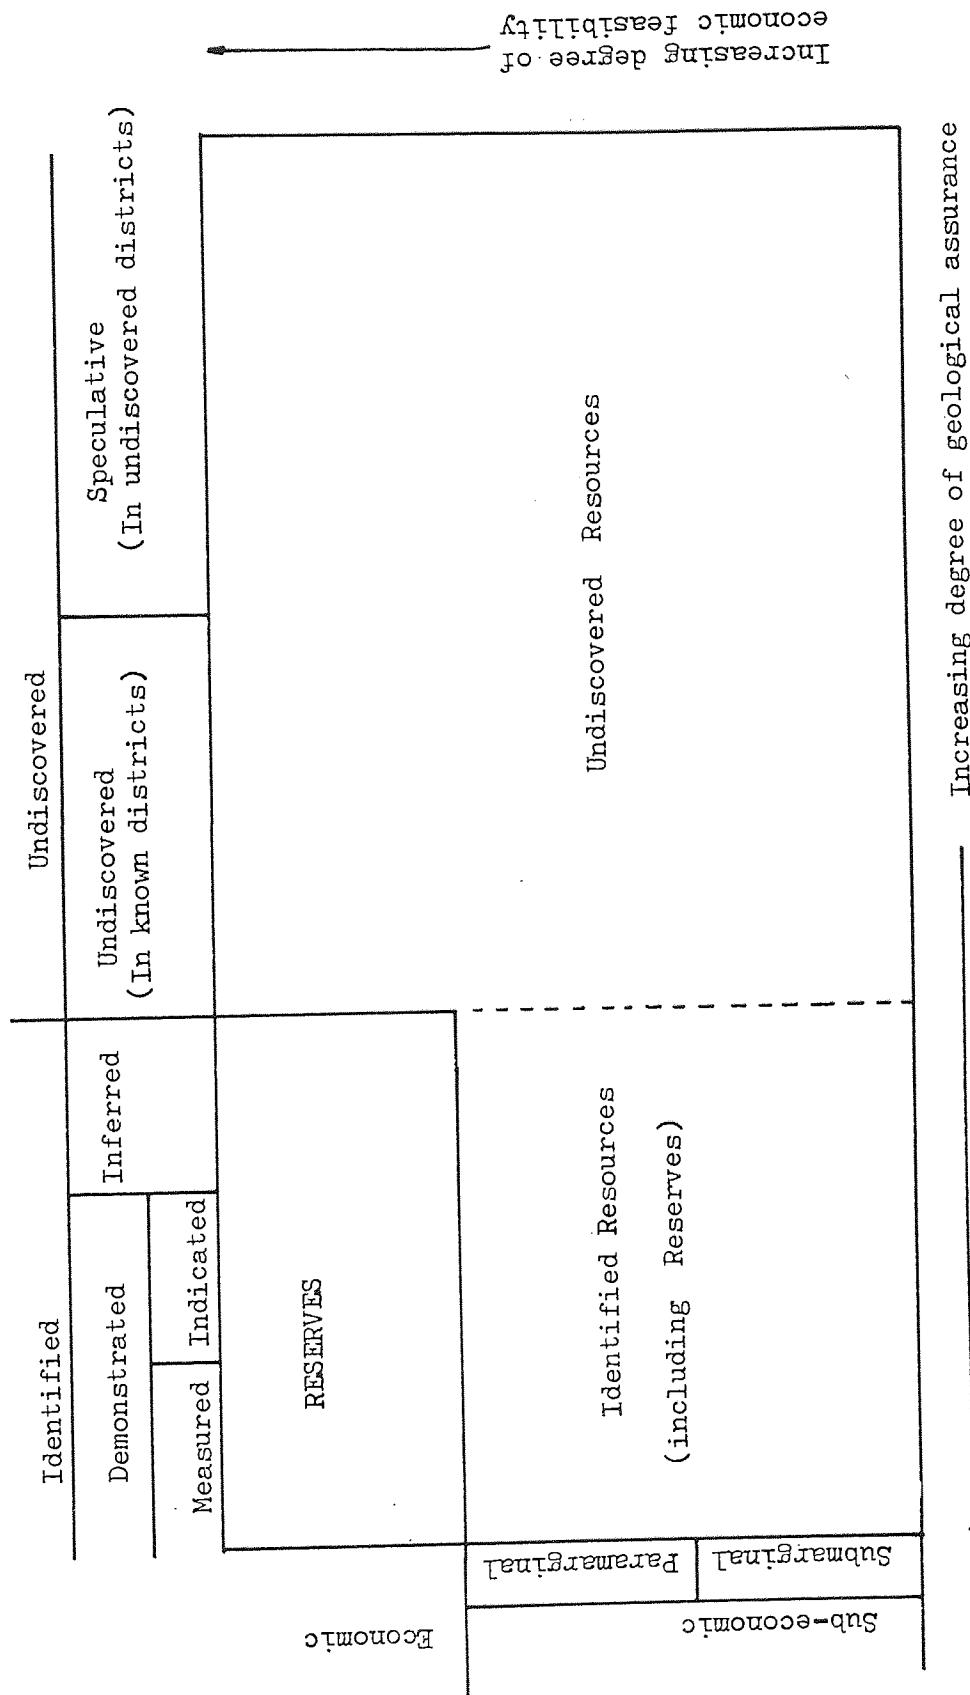 Identified
Undiscovered
Demonstrated
Inferred
Undiscovered
(In known districts)
Speculative
(In undiscovered districts)
Measured
Indicated
Economic
RESERVES
Sub-economic
Paramarginal
Submarginal
Identified Resources
(including Reserves)
Undiscovered Resources
Increasing degree of
economic feasibility
Increasing degree of geological assurance